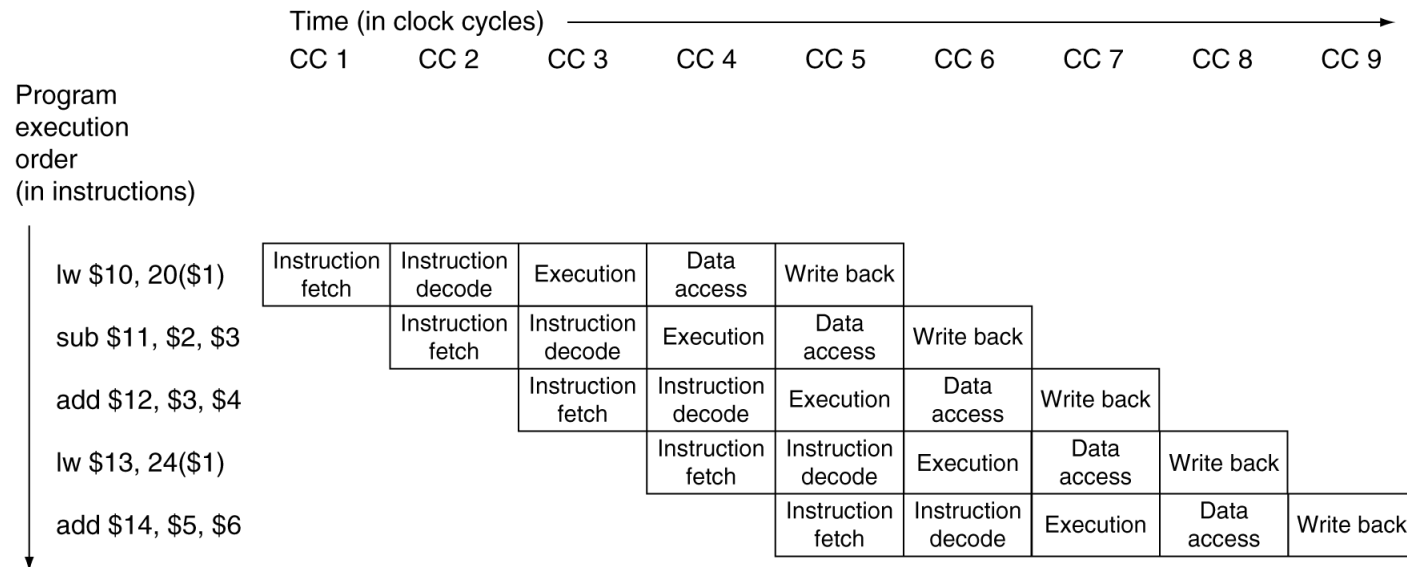 Time (in clock cycles)
CC 1 CC 2 CC 3 CC 4 CC 5 CC 6 CC 7 CC 8 CC 9
Program
execution
order
(in instructions)
lw $10, 20($1)
Instruction
fetch
Instruction
decode
Execution
Data
access
Write back
sub $11, $2, $3
Instruction
fetch
Instruction
decode
Execution
Data
access
Write back
add $12, $3, $4
Instruction
fetch
Instruction
decode
Execution
Data
access
Write back
lw $13, 24($1)
Instruction
fetch
Instruction
decode
Execution
Data
access
Write back
add $14, $5, $6
Instruction
fetch
Instruction
decode
Execution
Data
access
Write back